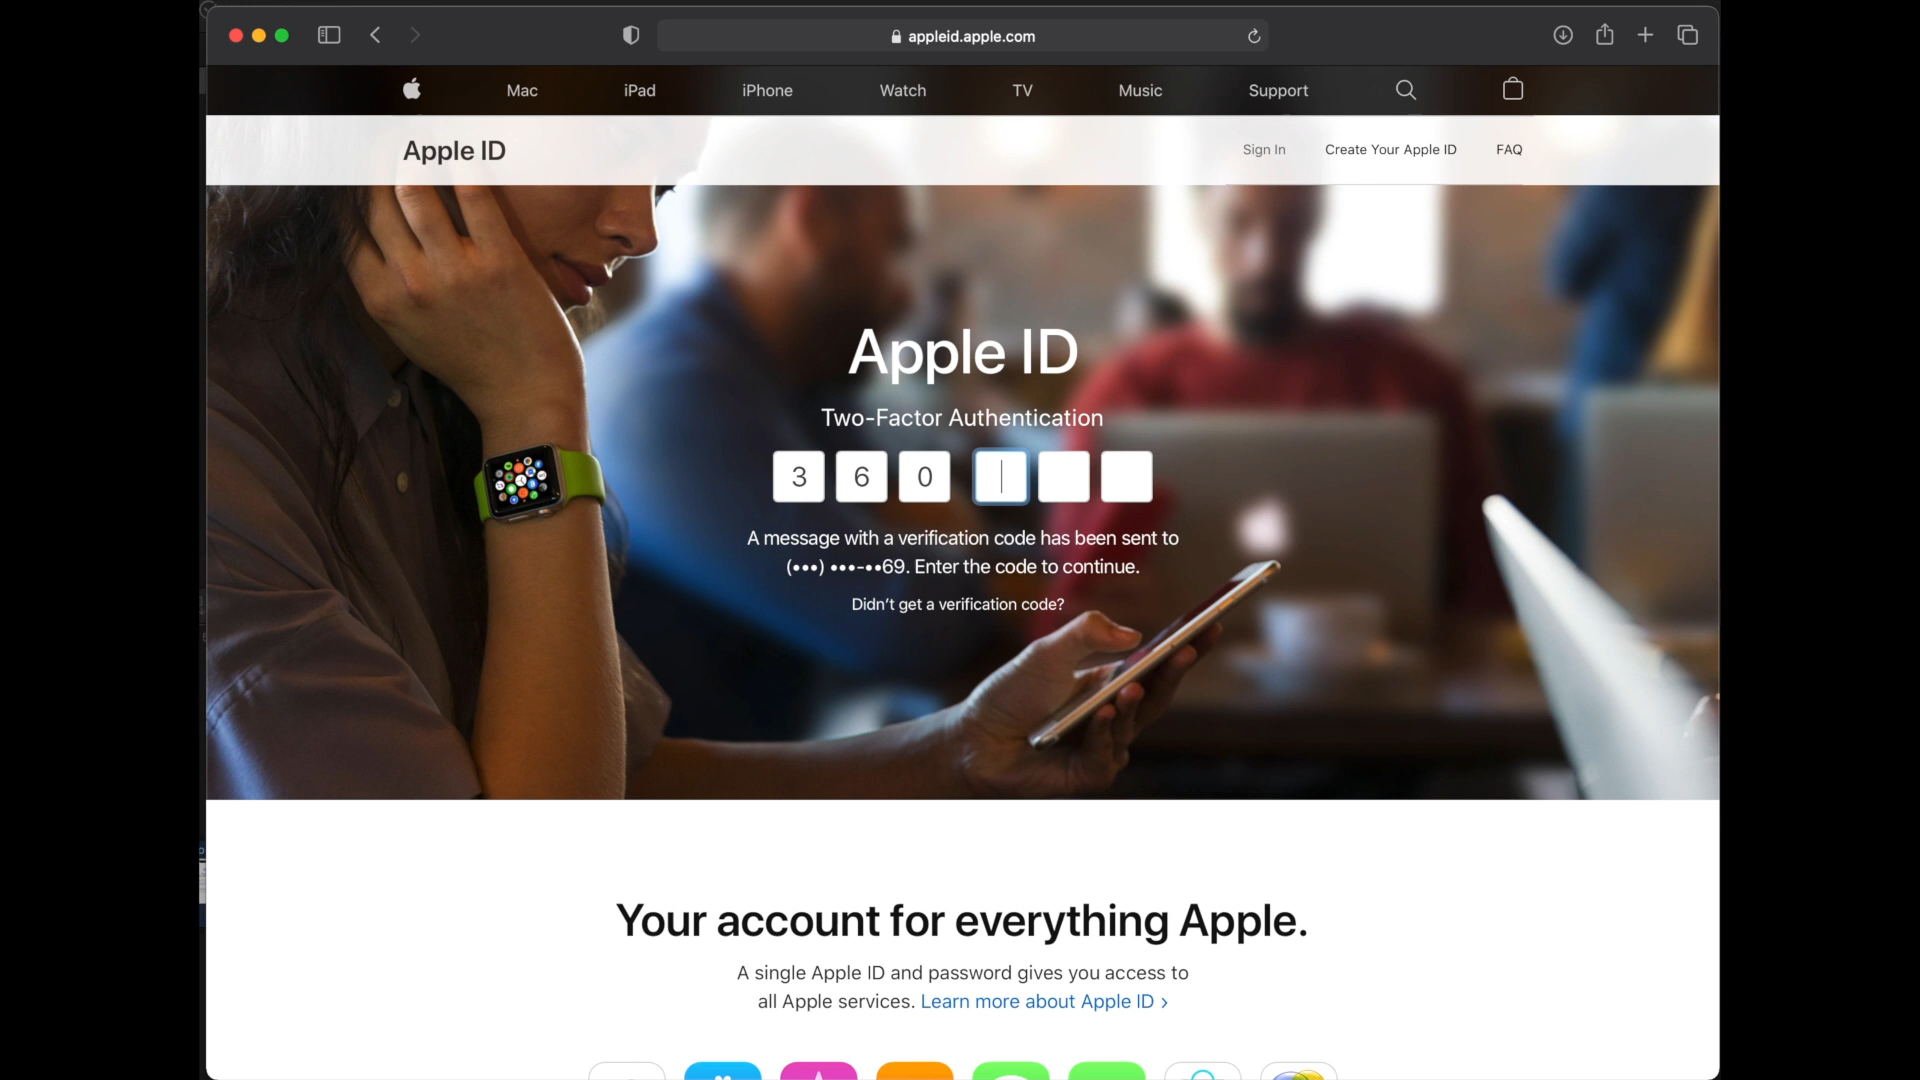 appleid.apple.com
Mac iPad iPhone Watch TV Music Support
Apple ID Sign In Create Your Apple ID FAQ
Apple ID
Two-Factor Authentication
3 6 0
A message with a verification code has been sent to
(•••) •••-••69. Enter the code to continue.
Didn’t get a verification code?
Your account for everything Apple.
A single Apple ID and password gives you access to
all Apple services. Learn more about Apple ID ›